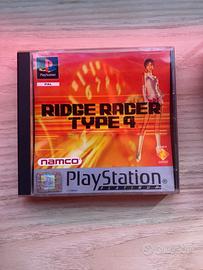 PlayStation
PAL
RIDGE RACER
TYPE 4
namco
PlayStation
PLATINUM